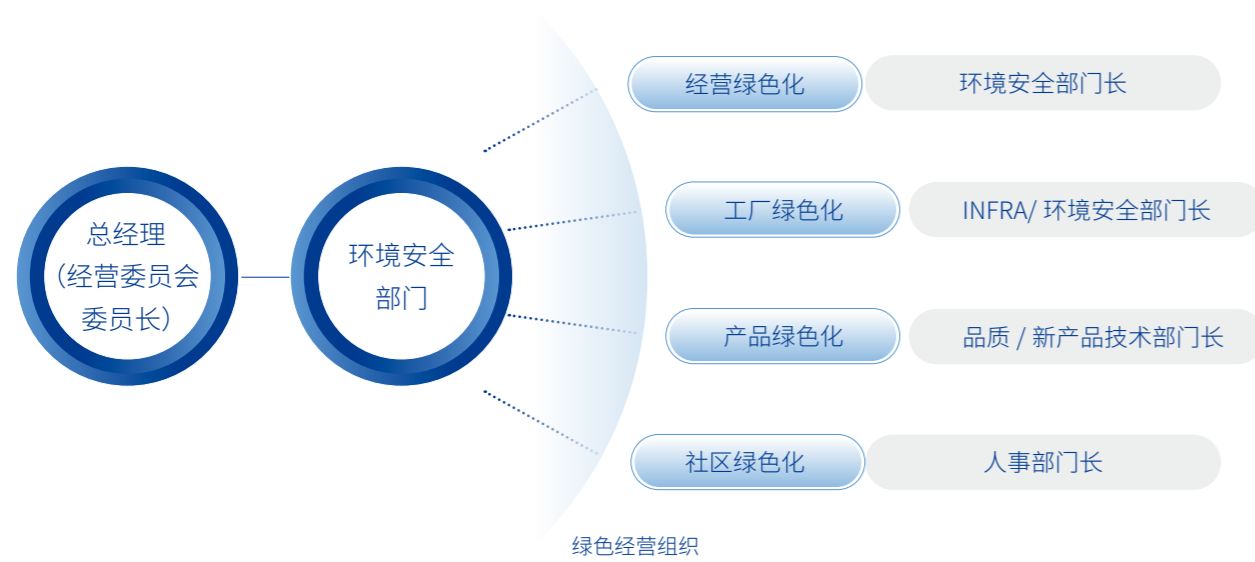 总经理
（经营委员会
委员长）
环境安全
部门
经营绿色化
环境安全部门长
工厂绿色化
INFRA/ 环境安全部门长
产品绿色化
品质 / 新产品技术部门长
社区绿色化
人事部门长
绿色经营组织